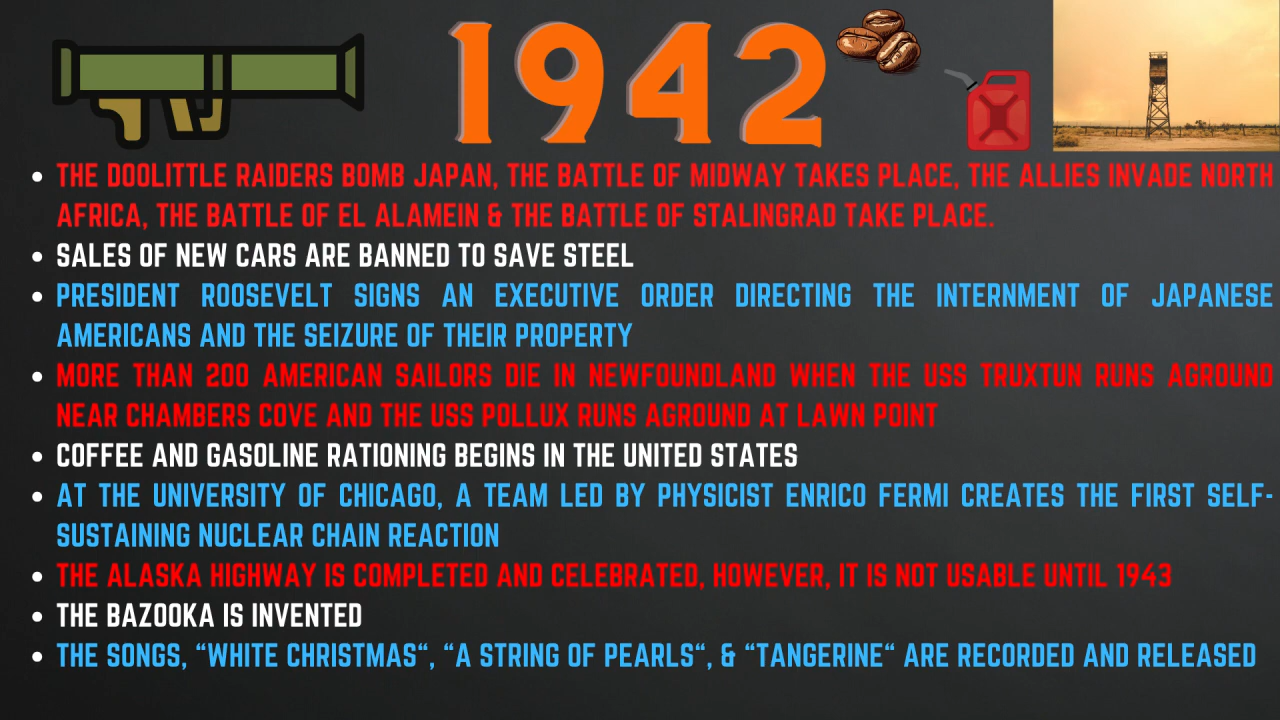 1942
• THE DOOLITTLE RAIDERS BOMB JAPAN, THE BATTLE OF MIDWAY TAKES PLACE, THE ALLIES INVADE NORTH
AFRICA, THE BATTLE OF EL ALAMEIN & THE BATTLE OF STALINGRAD TAKE PLACE.
• SALES OF NEW CARS ARE BANNED TO SAVE STEEL
• PRESIDENT ROOSEVELT SIGNS AN EXECUTIVE ORDER DIRECTING THE INTERNMENT OF JAPANESE
AMERICANS AND THE SEIZURE OF THEIR PROPERTY
• MORE THAN 200 AMERICAN SAILORS DIE IN NEWFOUNDLAND WHEN THE USS TRUXTUN RUNS AGROUND
NEAR CHAMBERS COVE AND THE USS POLLUX RUNS AGROUND AT LAWN POINT
• COFFEE AND GASOLINE RATIONING BEGINS IN THE UNITED STATES
• AT THE UNIVERSITY OF CHICAGO, A TEAM LED BY PHYSICIST ENRICO FERMI CREATES THE FIRST SELF-
SUSTAINING NUCLEAR CHAIN REACTION
• THE ALASKA HIGHWAY IS COMPLETED AND CELEBRATED, HOWEVER, IT IS NOT USABLE UNTIL 1943
• THE BAZOOKA IS INVENTED
• THE SONGS, “WHITE CHRISTMAS“, “A STRING OF PEARLS“, & “TANGERINE“ ARE RECORDED AND RELEASED